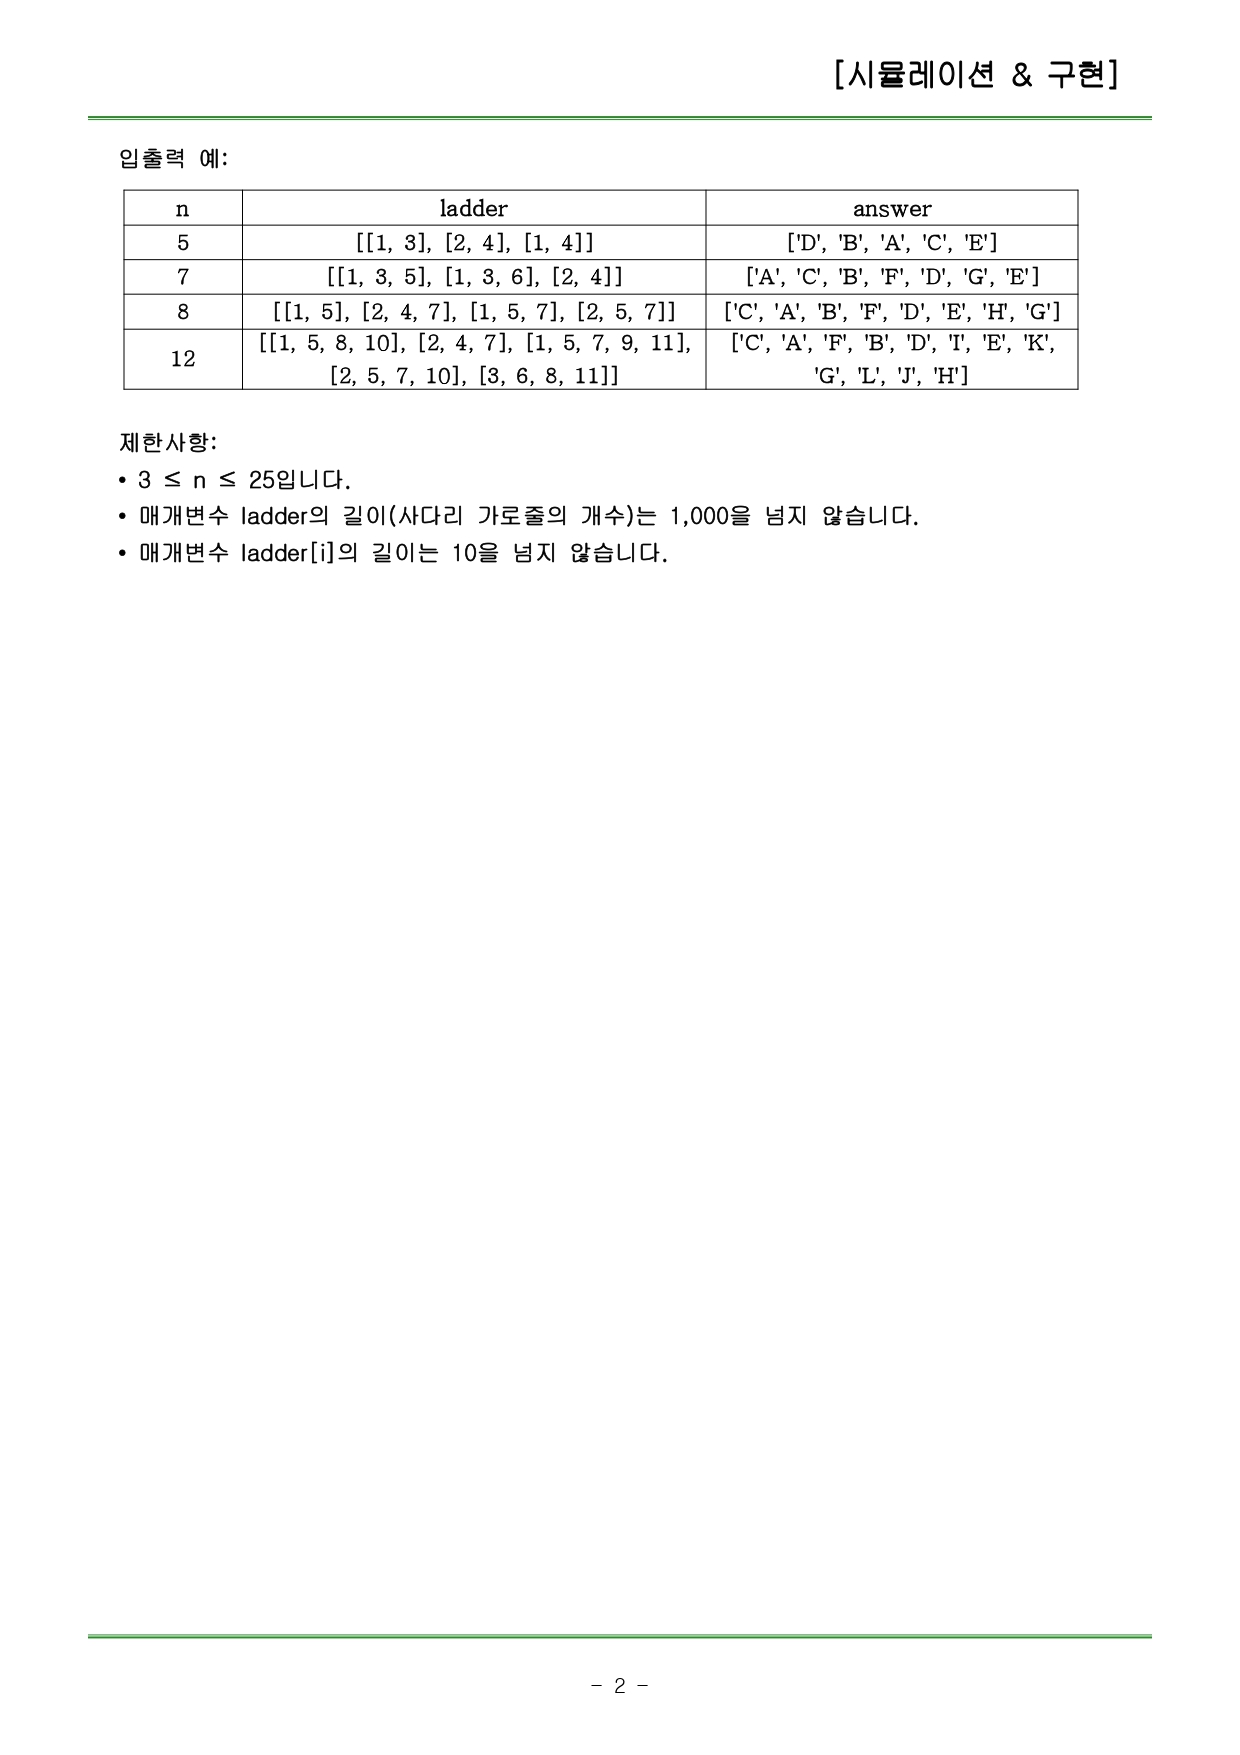 [시뮬레이션 & 구현]
입출력 예:
n ladder answer
5 [[1, 3], [2, 4], [1, 4]] ['D', 'B', 'A', 'C', 'E']
7 [[1, 3, 5], [1, 3, 6], [2, 4]] ['A', 'C', 'B', 'F', 'D', 'G', 'E']
8 [[1, 5], [2, 4, 7], [1, 5, 7], [2, 5, 7]] ['C', 'A', 'B', 'F', 'D', 'E', 'H', 'G']
12 [[1, 5, 8, 10], [2, 4, 7], [1, 5, 7, 9, 11], ['C', 'A', 'F', 'B', 'D', 'I', 'E', 'K',
[2, 5, 7, 10], [3, 6, 8, 11]] 'G', 'L', 'J', 'H']
제한사항:
• 3 ≤ n ≤ 25입니다.
• 매개변수 ladder의 길이(사다리 가로줄의 개수)는 1,000을 넘지 않습니다.
• 매개변수 ladder[i]의 길이는 10을 넘지 않습니다.
- 2 -